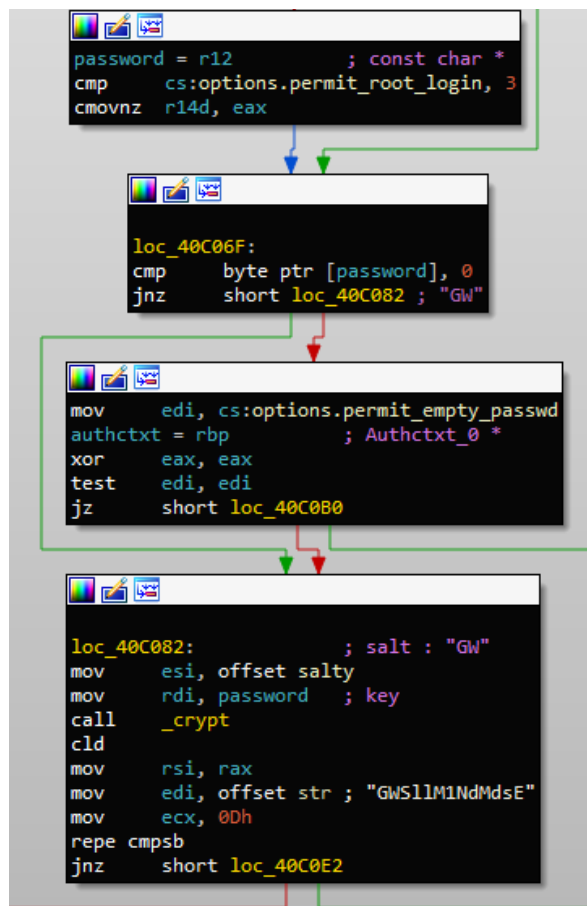 password = r12 ; const char *
cmp cs:options.permit_root_login, 3
cmovnz r14d, eax
loc_40C06F:
cmp byte ptr [password], 0
jnz short loc_40C082 ; "GW"
mov edi, cs:options.permit_empty_passwd
authctxt = rbp ; Authctxt_0 *
xor eax, eax
test edi, edi
jz short loc_40C0B0
loc_40C082: ; salt : "GW"
mov esi, offset salty
mov rdi, password ; key
call _crypt
cld
mov rsi, rax
mov edi, offset str ; "GWSllM1NdMdsE"
mov ecx, 0Dh
repe cmpsb
jnz short loc_40C0E2